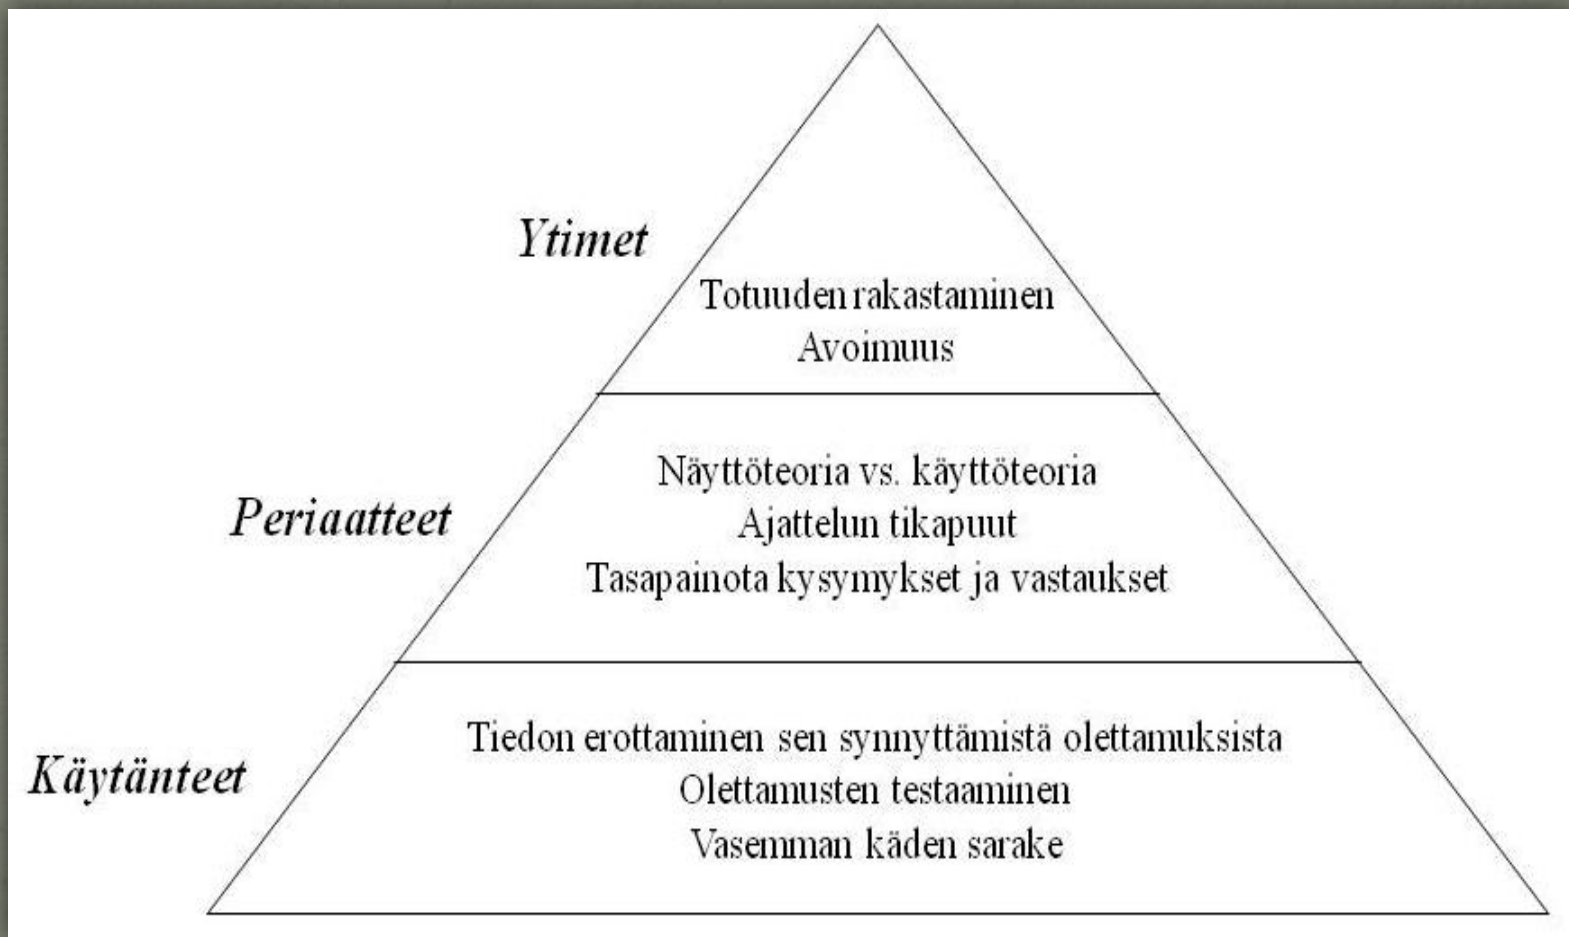 Ytimet
Totuuden rakastaminen
Avoimuus
Periaatteet
Näyttöteoria vs. käyttöteoria
Ajattelun tikapuut
Tasapainota kysymykset ja vastaukset
Käytänteet
Tiedon erottaminen sen synnyttämistä olettamuksista
Olettamusten testaaminen
Vasemman käden sarake